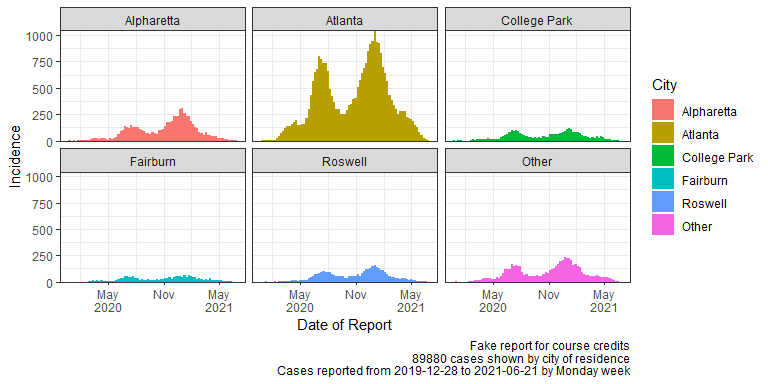 Alpharetta
Atlanta
College Park
1000
750
500
250
0
Fairburn
Roswell
Other
1000
750
500
250
0
May
2020
Nov
May
2021
May
2020
Nov
May
2021
May
2020
Nov
May
2021
Incidence
Date of Report
City
Alpharetta
Atlanta
College Park
Fairburn
Roswell
Other
Fake report for course credits
89880 cases shown by city of residence
Cases reported from 2019-12-28 to 2021-06-21 by Monday week